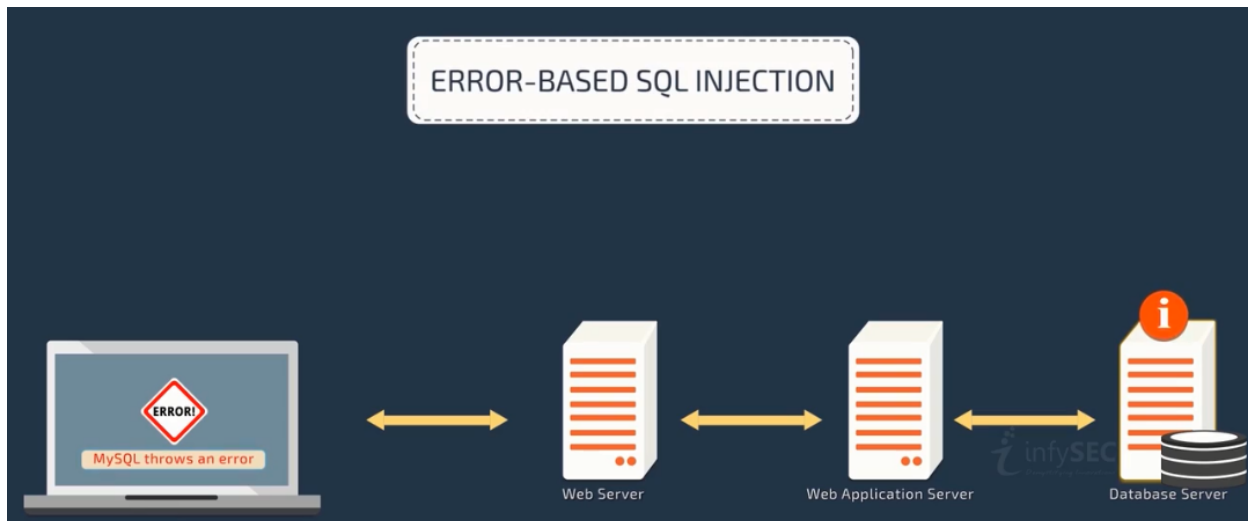 ERROR-BASED SQL INJECTION
i
ERROR!
MySQL throws an error
infySEC
Web Server
Web Application Server
Database Server